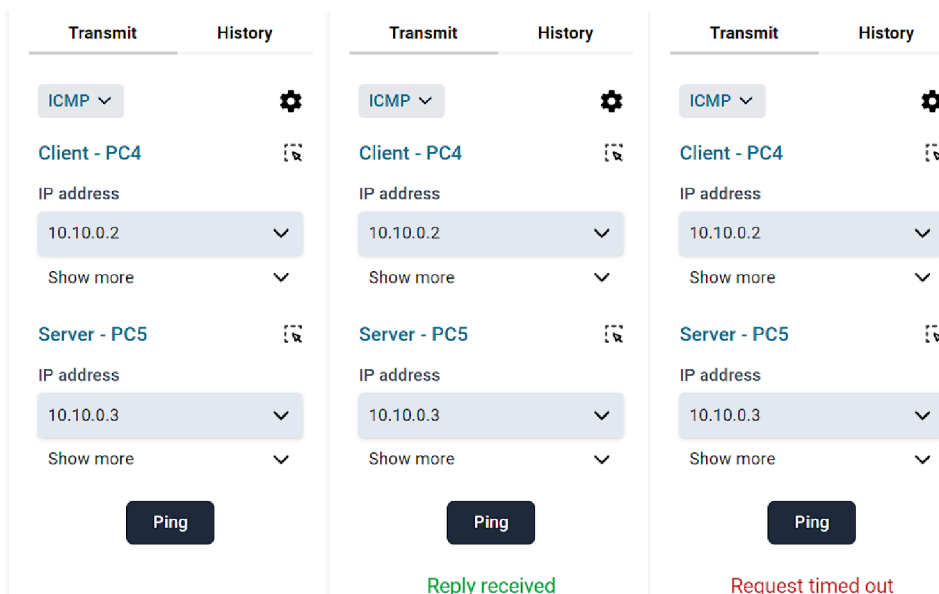 Transmit History
ICMP
Client - PC4
IP address
10.10.0.2
Show more
Server - PC5
IP address
10.10.0.3
Show more
Ping
Transmit History
ICMP
Client - PC4
IP address
10.10.0.2
Show more
Server - PC5
IP address
10.10.0.3
Show more
Ping
Reply received
Transmit History
ICMP
Client - PC4
IP address
10.10.0.2
Show more
Server - PC5
IP address
10.10.0.3
Show more
Ping
Request timed out